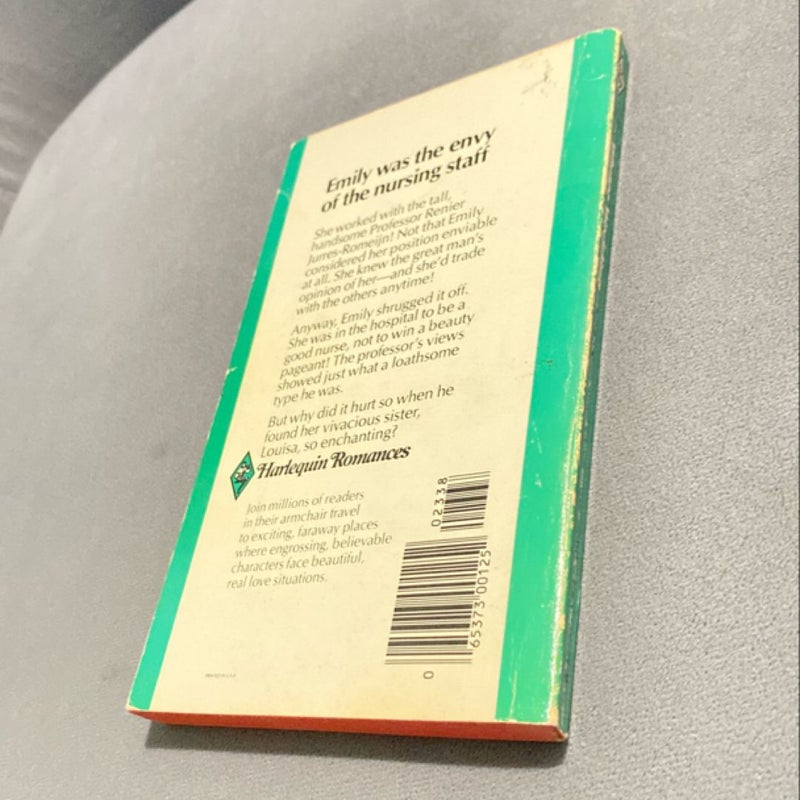 Emily was the envy
of the nursing staff
She worked with the tall,
handsome Professor Renier
Jurres-Romeijn! Not that Emily
considered her position enviable
at all. She knew the great man's
opinion of her—and she'd trade
with the others anytime!
Anyway, Emily shrugged it off.
She was in the hospital to be a
good nurse, not to win a beauty
pageant! The professor's views
showed just what a loathsome
type he was.
But why did it hurt so when he
found her vivacious sister,
Louisa, so enchanting?
Harlequin Romances
Join millions of readers
in their armchair travel
to exciting, faraway places
where engrossing, believable
characters face beautiful,
real love situations.
02338
0 65373 00125